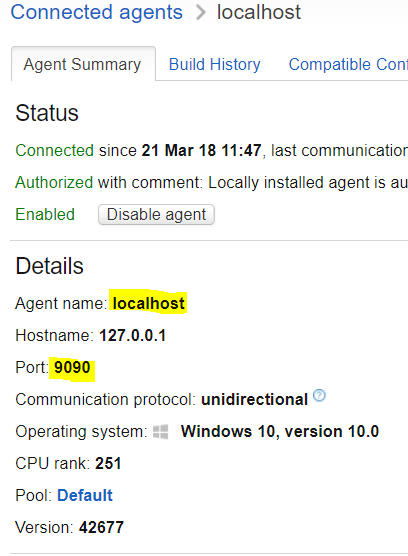 Connected agents > localhost
Agent Summary Build History Compatible Conf
Status
Connected since 21 Mar 18 11:47, last communication
Authorized with comment: Locally installed agent is au
Enabled Disable agent
Details
Agent name: localhost
Hostname: 127.0.0.1
Port: 9090
Communication protocol: unidirectional ?
Operating system: Windows 10, version 10.0
CPU rank: 251
Pool: Default
Version: 42677